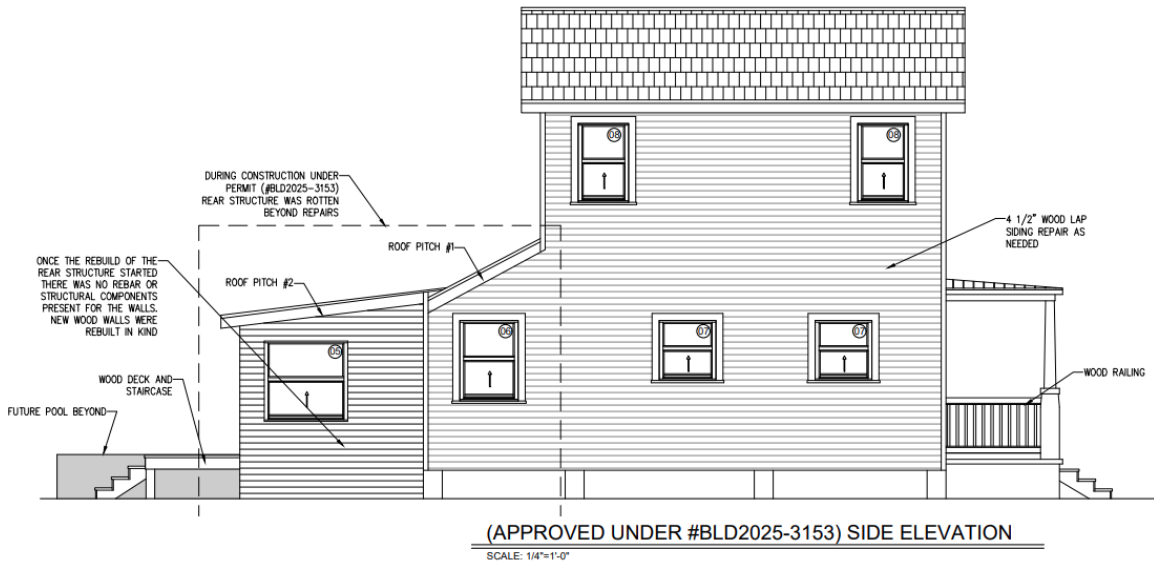 DURING CONSTRUCTION UNDER
PERMIT (#BLD2025-3153)
REAR STRUCTURE WAS ROTTEN
BEYOND REPAIRS
ROOF PITCH #1
ROOF PITCH #2
ONCE THE REBUILD OF THE
REAR STRUCTURE STARTED
THERE WAS NO REBAR OR
STRUCTURAL COMPONENTS
PRESENT FOR THE WALLS.
NEW WOOD WALLS WERE
REBUILT IN KIND
WOOD DECK AND
STAIRCASE
FUTURE POOL BEYOND
08
08
4 1/2" WOOD LAP
SIDING REPAIR AS
NEEDED
05
06
07
07
WOOD RAILING
(APPROVED UNDER #BLD2025-3153) SIDE ELEVATION
SCALE: 1/4"=1'-0"